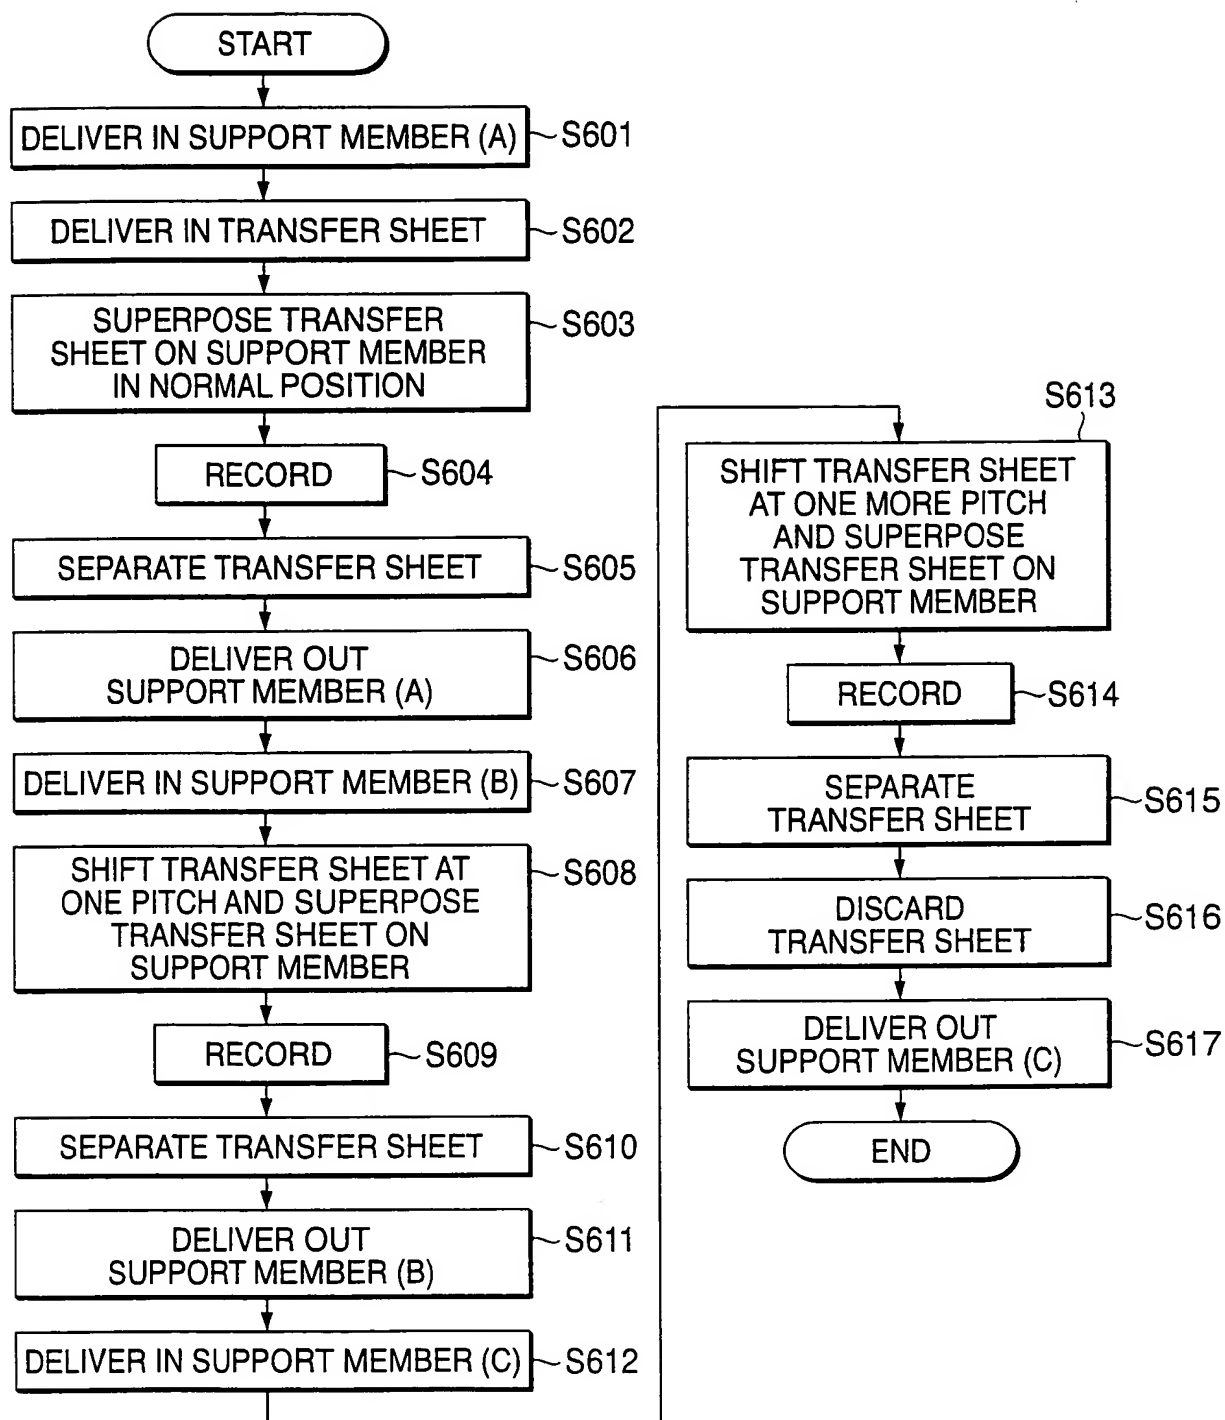 START
DELIVER IN SUPPORT MEMBER (A)
S601
DELIVER IN TRANSFER SHEET
S602
SUPERPOSE TRANSFER
SHEET ON SUPPORT MEMBER
IN NORMAL POSITION
S603
RECORD
S604
SEPARATE TRANSFER SHEET
S605
DELIVER OUT
SUPPORT MEMBER (A)
S606
DELIVER IN SUPPORT MEMBER (B)
S607
SHIFT TRANSFER SHEET AT
ONE PITCH AND SUPERPOSE
TRANSFER SHEET ON
SUPPORT MEMBER
S608
RECORD
S609
SEPARATE TRANSFER SHEET
S610
DELIVER OUT
SUPPORT MEMBER (B)
S611
DELIVER IN SUPPORT MEMBER (C)
S612
S613
SHIFT TRANSFER SHEET
AT ONE MORE PITCH
AND SUPERPOSE
TRANSFER SHEET ON
SUPPORT MEMBER
RECORD
S614
SEPARATE
TRANSFER SHEET
S615
DISCARD
TRANSFER SHEET
S616
DELIVER OUT
SUPPORT MEMBER (C)
S617
END